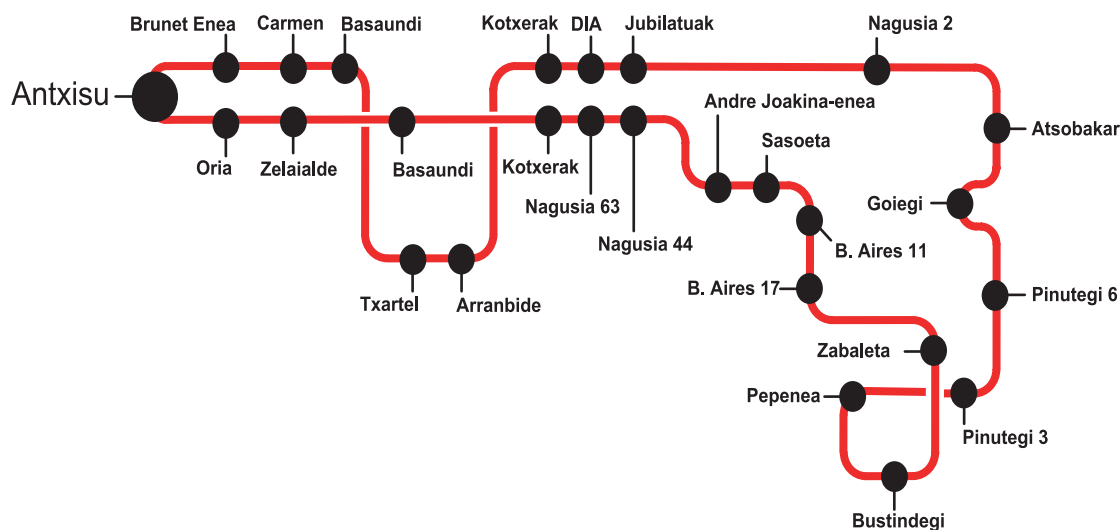 Brunet Enea
Carmen
Basaundi
Kotxerak
DIA
Jubilatuak
Nagusia 2
Antxisu
Andre Joakina-enea
Atsobakar
Sasoeta
Oria
Zelaialde
Basaundi
Kotxerak
Nagusia 63
Nagusia 44
Goiegi
B. Aires 11
B. Aires 17
Txartel
Arranbide
Pinutegi 6
Zabaleta
Pepenea
Pinutegi 3
Bustindegi